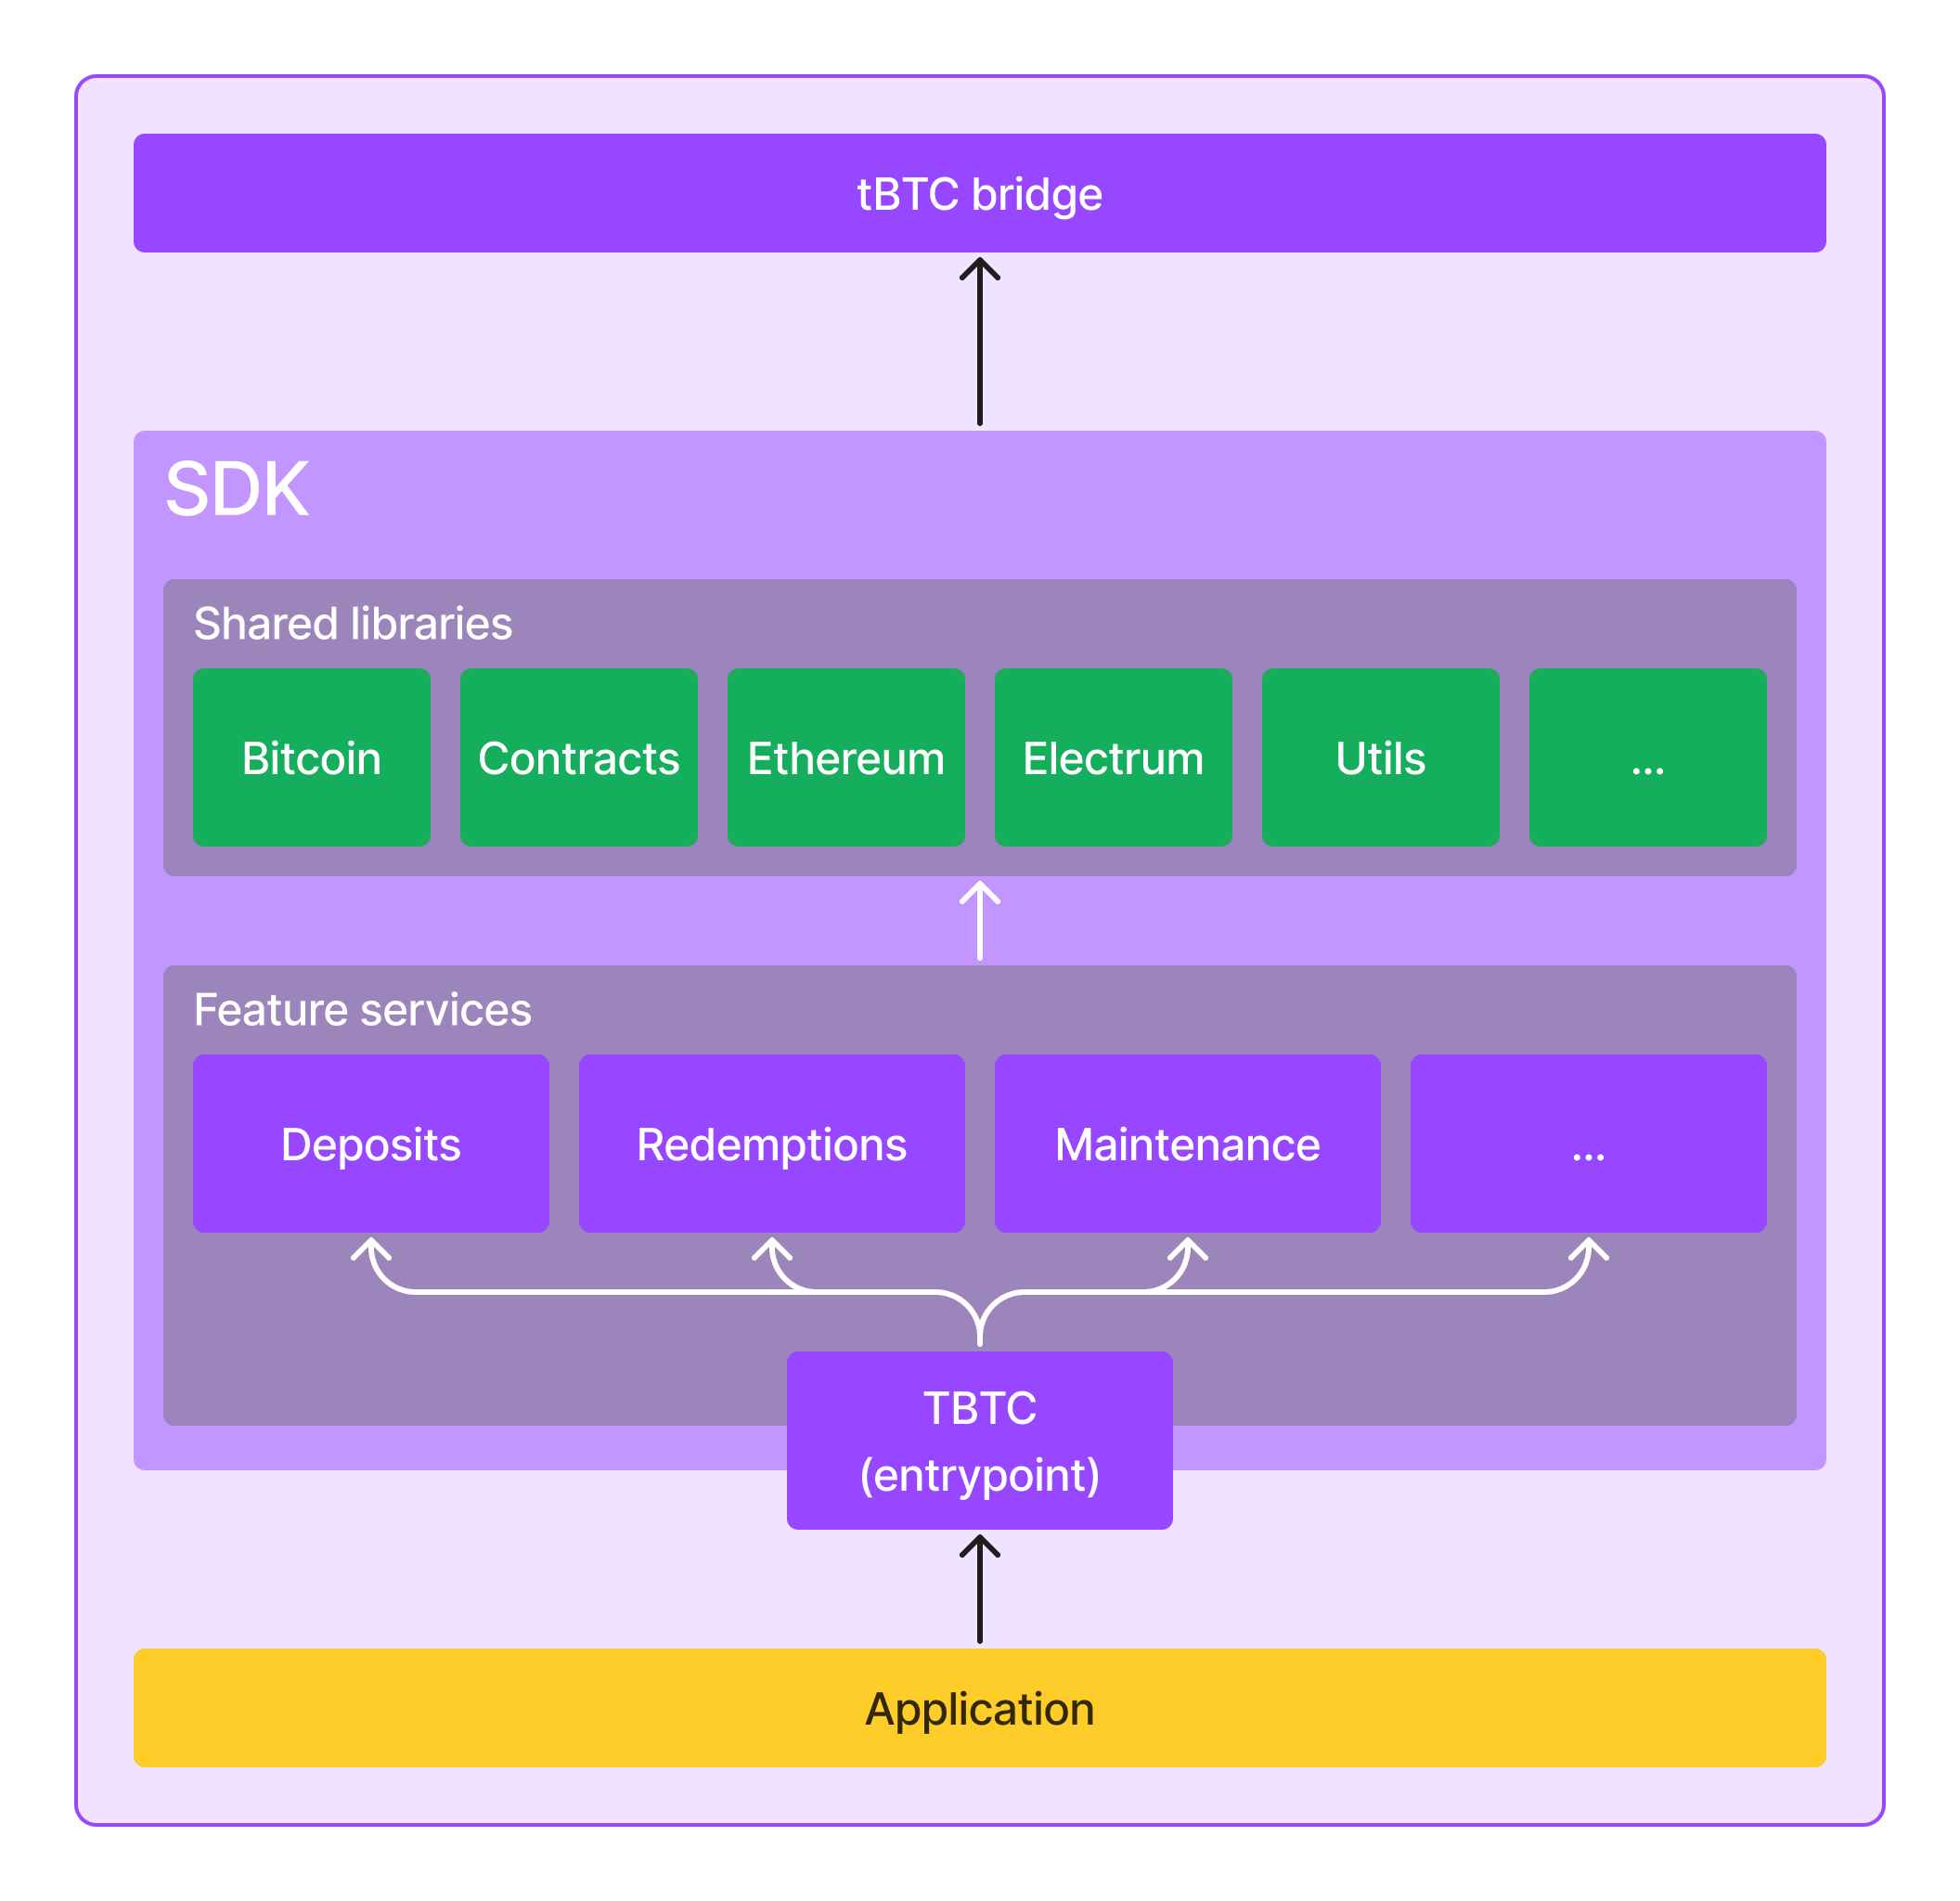 tBTC bridge
SDK
Shared libraries
Bitcoin
Contracts
Ethereum
Electrum
Utils
...
Feature services
Deposits
Redemptions
Maintenance
...
TBTC
(entrypoint)
Application